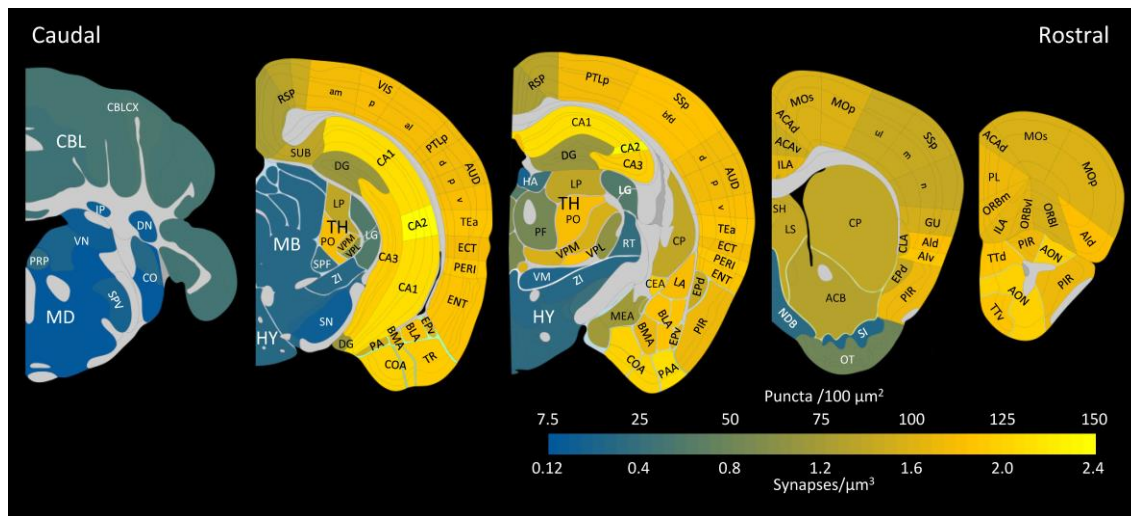 Caudal
Rostral
CBLCX
CBL
IP
DN
VN
PRP
CO
SPV
MD
RSP
VIS
am
p
al
PTLp
d
p
v
AUD
TEa
ECT
PERI
ENT
TR
SUB
DG
CA1
CA2
CA3
CA1
LP
TH
PO
VPM
VPL
LG
SPF
ZI
MB
SN
HY
DG
PA
BMA
BLA
EPv
COA
RSP
PTLp
SSp
bfd
CA1
CA2
CA3
DG
HA
LP
LG
TH
PO
PF
VPM
VPL
RT
VM
ZI
HY
CP
d
p
v
AUD
TEa
ECT
PERI
ENT
CEA
LA
EPd
MEA
BLA
BMA
EPv
PIR
COA
PAA
MOs
MOp
ACAd
ACAv
ILA
ul
SSp
m
n
SH
LS
CP
GU
CLA
AId
AIv
EPd
PIR
ACB
NDB
SI
OT
ACAd
MOs
PL
MOp
ORBm
ORBvl
ORBl
ILA
AId
PIR
AON
TTd
AON
PIR
TTv
Puncta /100 µm²
7.5 25 50 75 100 125 150
0.12 0.4 0.8 1.2 1.6 2.0 2.4
Synapses/µm³